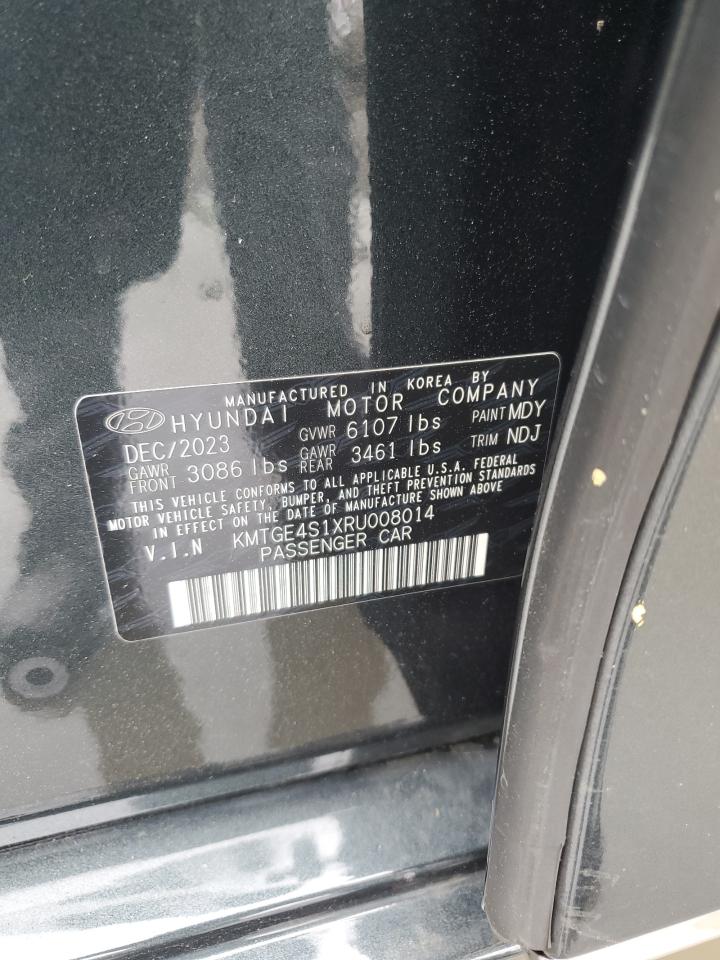 MANUFACTURED IN KOREA BY
HYUNDAI MOTOR COMPANY
DEC/2023 GVWR 6107 lbs PAINT MDY
GAWR FRONT 3086 lbs GAWR REAR 3461 lbs TRIM NDJ
THIS VEHICLE CONFORMS TO ALL APPLICABLE U.S.A. FEDERAL
MOTOR VEHICLE SAFETY, BUMPER, AND THEFT PREVENTION STANDARDS
IN EFFECT ON THE DATE OF MANUFACTURE SHOWN ABOVE
V.I.N KMTGE4S1XRU008014
PASSENGER CAR